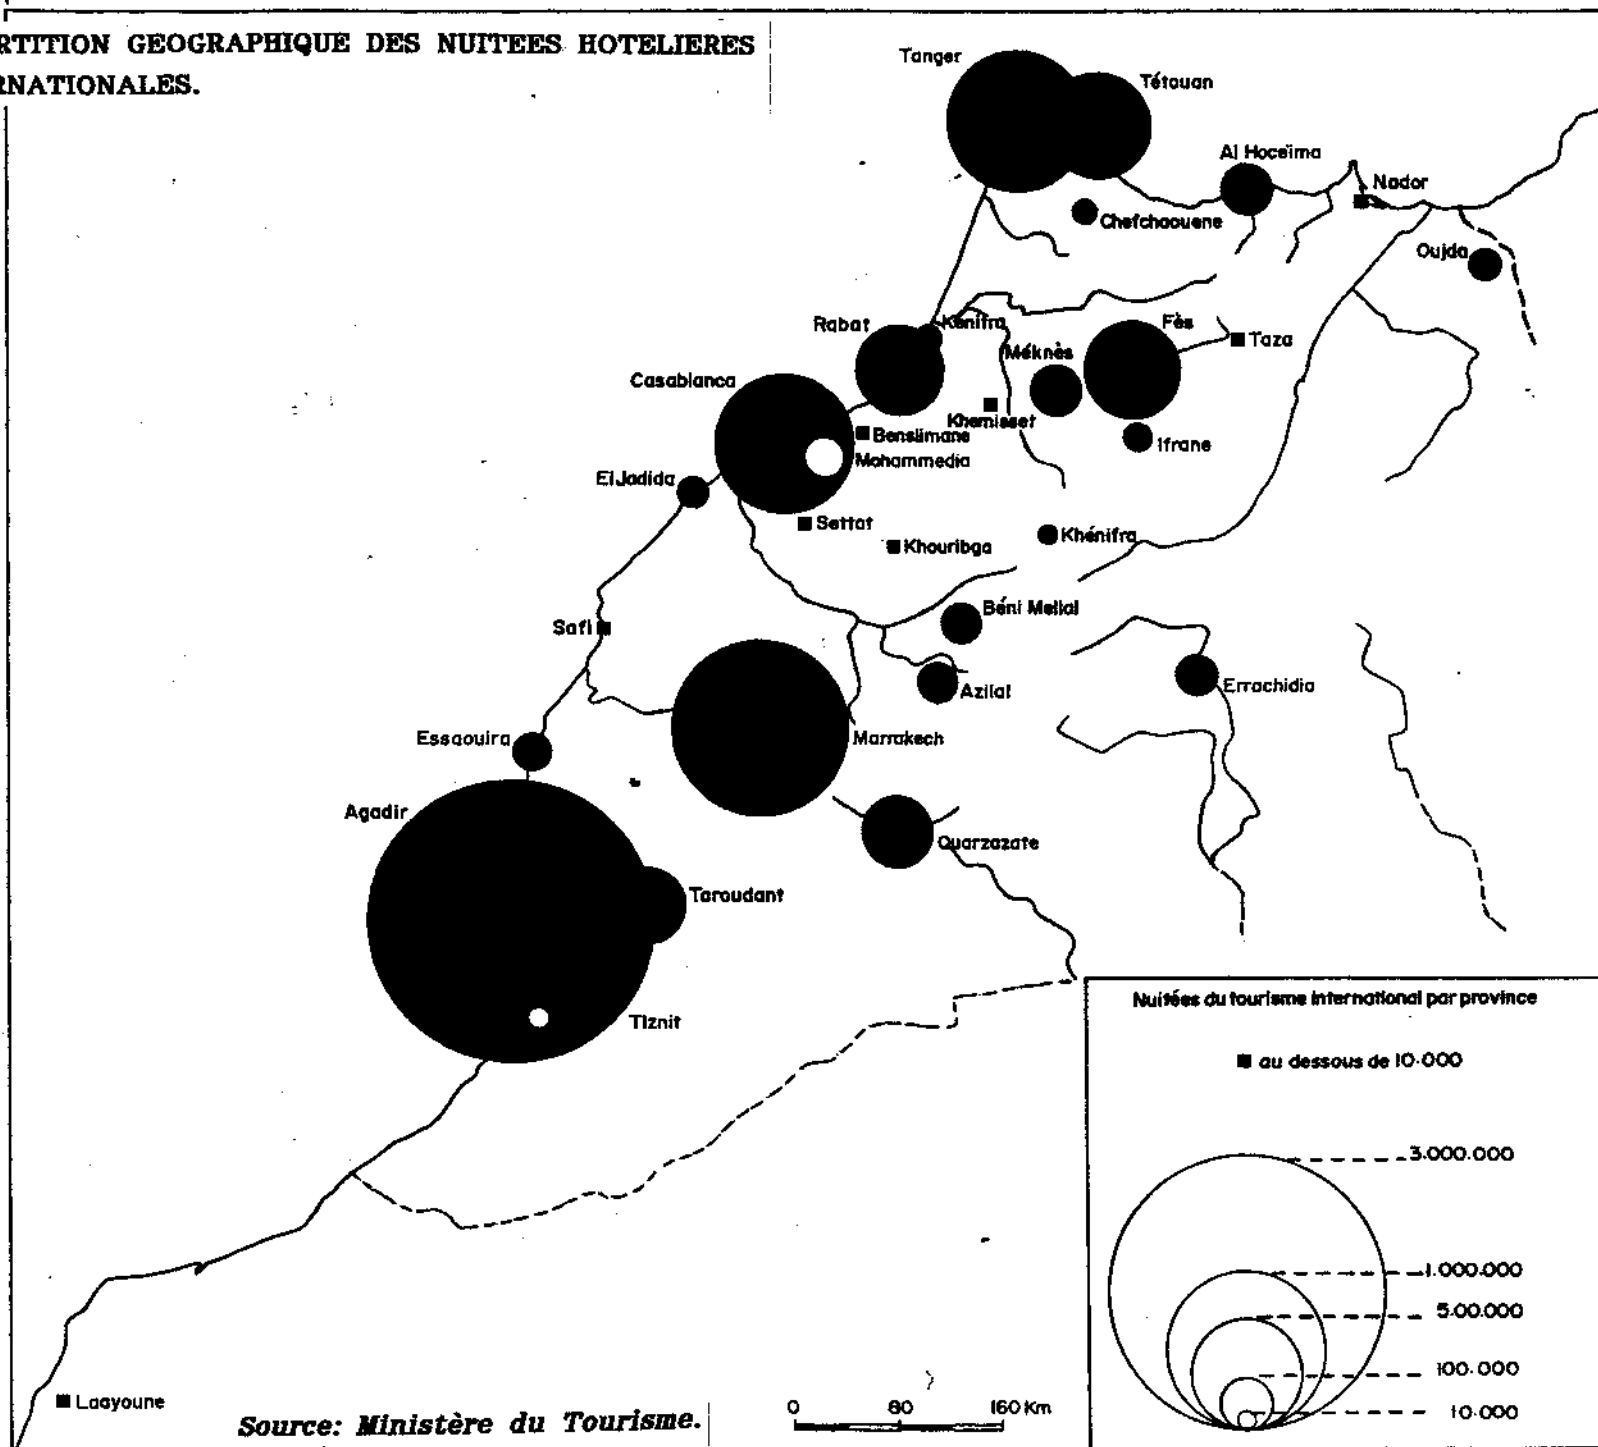 RTITION GEOGRAPHIQUE DES NUITEES HOTELIERES
RNATIONALES.
Tanger
Tétouan
Al Hoceïma
Nador
Chefchaouene
Oujda
Rabat
Kénifra
Fès
Taza
Méknès
Casablanca
Khemisset
Benslimane
Ifrane
Mohammedia
El Jadida
Settat
Khouribga
Khénifra
Béni Mellal
Safi
Azilal
Errachidia
Essaouira
Marrakech
Agadir
Ouarzazate
Taroudant
Tiznit
Nuitées du tourisme international par province
au dessous de 10.000
3.000.000
1.000.000
5.00.000
100.000
10.000
Laayoune
Source: Ministère du Tourisme.
0 80 160 Km